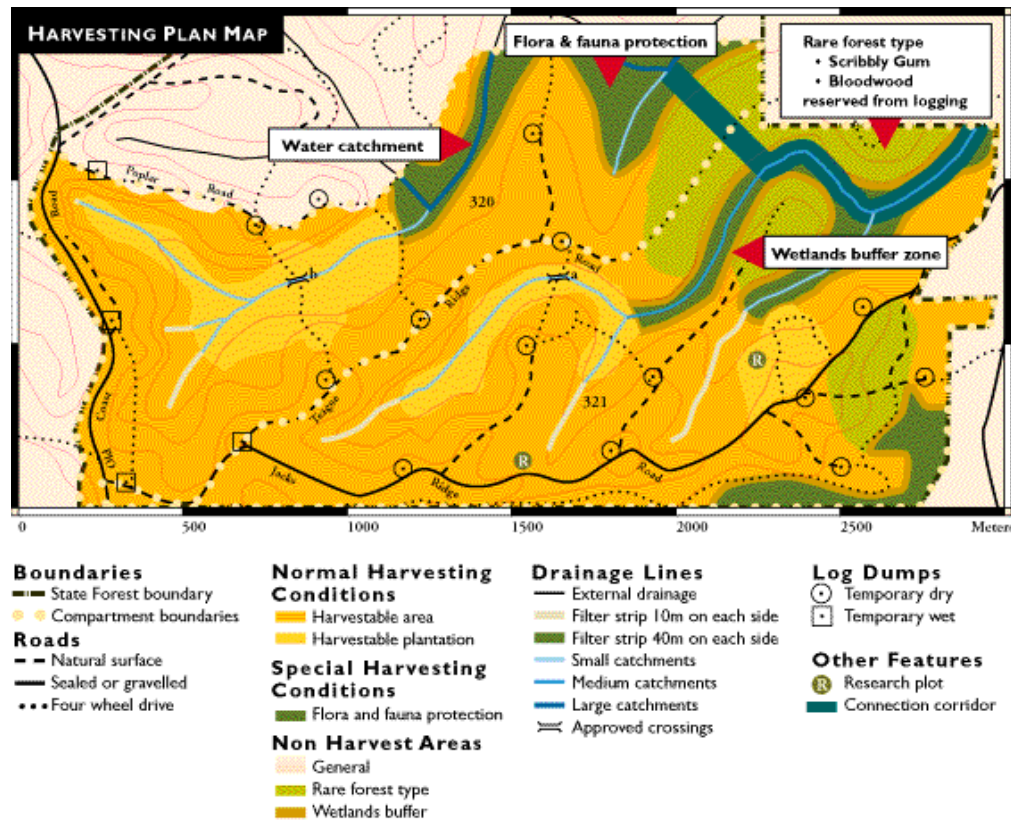 HARVESTING PLAN MAP
Flora & fauna protection
Rare forest type
• Scribbly Gum
• Bloodwood
reserved from logging
Water catchment
Poplar
Road
Road
320
Wetlands buffer zone
Road
b
a
Ridge
R
Coast
Teague
321
Old
R
Jacks
Ridge
Road
0
500
1000
1500
2000
2500
Metere
Boundaries
State Forest boundary
Compartment boundaries
Roads
Natural surface
Sealed or gravelled
Four wheel drive
Normal Harvesting
Conditions
Harvestable area
Harvestable plantation
Special Harvesting
Conditions
Flora and fauna protection
Non Harvest Areas
General
Rare forest type
Wetlands buffer
Drainage Lines
External drainage
Filter strip 10m on each side
Filter strip 40m on each side
Small catchments
Medium catchments
Large catchments
Approved crossings
Log Dumps
Temporary dry
Temporary wet
Other Features
R
Research plot
Connection corridor